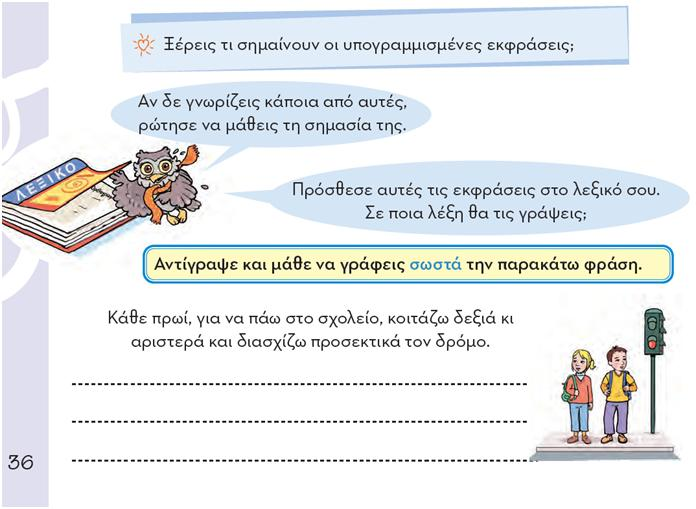 Ξέρεις τι σημαίνουν οι υπογραμμισμένες εκφράσεις;
Αν δε γνωρίζεις κάποια από αυτές,
ρώτησε να μάθεις τη σημασία της.
ΛΕΞΙΚΟ
Πρόσθεσε αυτές τις εκφράσεις στο λεξικό σου.
Σε ποια λέξη θα τις γράψεις;
Αντίγραψε και μάθε να γράφεις σωστά την παρακάτω φράση.
Κάθε πρωί, για να πάω στο σχολείο, κοιτάζω δεξιά κι
αριστερά και διασχίζω προσεκτικά τον δρόμο.
36